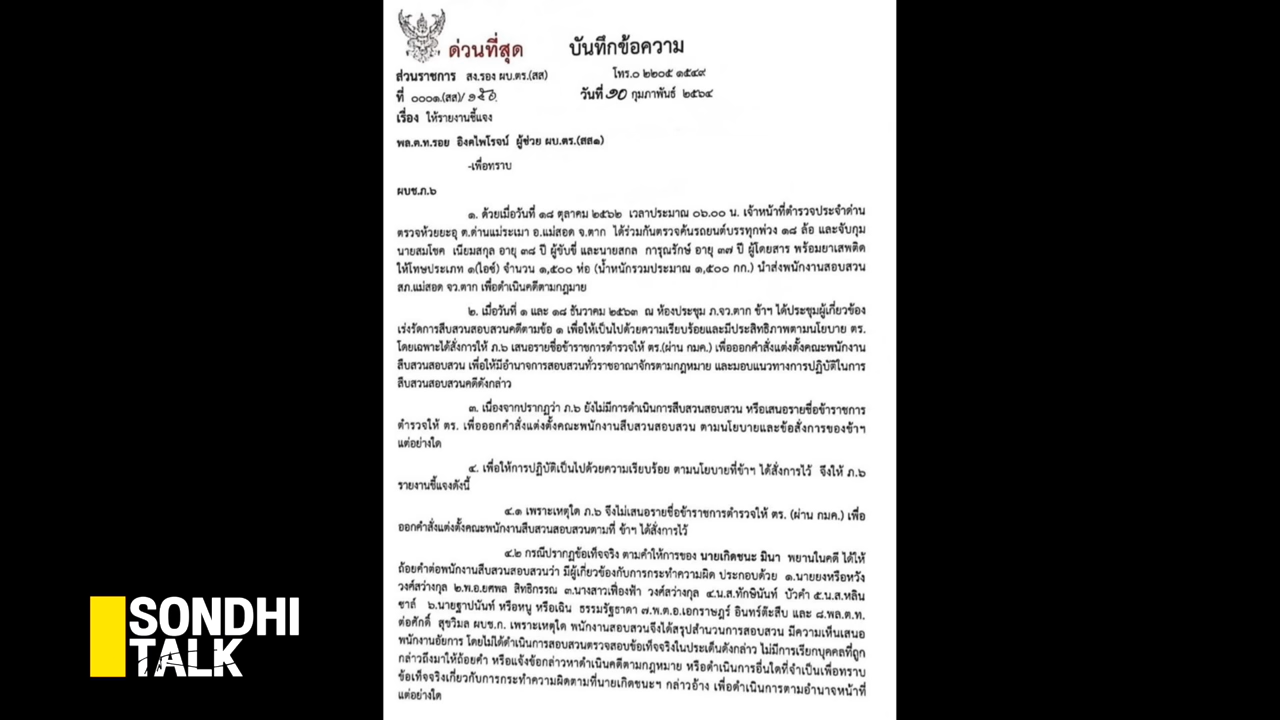 ด่วนที่สุด บันทึกข้อความ
ส่วนราชการ สง.รอง ผบ.ตร.(สส) โทร.๐ ๒๒๐๕ ๑๕๔๙
ที่ ๐๐๐๑.(สส)/ วันที่ ๑๐ กุมภาพันธ์ ๒๕๖๔
เรื่อง ให้รายงานชี้แจง
พล.ต.ท.รอย อิงคไพโรจน์ ผู้ช่วย ผบ.ตร.(สส๑)
-เพื่อทราบ
ผบช.ภ.๖
๑. ด้วยเมื่อวันที่ ๑๘ ตุลาคม ๒๕๖๒ เวลาประมาณ ๐๖.๐๐ น. เจ้าหน้าที่ตำรวจประจำด่าน
ตรวจห้วยยะอุ ต.ด่านแม่ระเมา อ.แม่สอด จ.ตาก ได้ร่วมกันตรวจค้นรถยนต์บรรทุกพ่วง ๑๘ ล้อ และจับกุม
นายสมโชค เนียมสกุล อายุ ๓๘ ปี ผู้ขับขี่ และนายสกล การุณรักษ์ อายุ ๓๗ ปี ผู้โดยสาร พร้อมยาเสพติด
ให้โทษประเภท ๑(ไอซ์) จำนวน ๑,๕๐๐ ห่อ (น้ำหนักรวมประมาณ ๑,๕๐๐ กก.) นำส่งพนักงานสอบสวน
สภ.แม่สอด จว.ตาก เพื่อดำเนินคดีตามกฎมาย
๒. เมื่อวันที่ ๑ และ ๑๘ ธันวาคม ๒๕๖๓ ณ ห้องประชุม ภ.จว.ตาก ข้าฯ ได้ประชุมผู้เกี่ยวข้อง
เร่งรัดการสืบสวนสอบสวนคดีตามข้อ ๑ เพื่อให้เป็นไปด้วยความเรียบร้อยและมีประสิทธิภาพตามนโยบาย ตร.
โดยเฉพาะได้สั่งการให้ ภ.๖ เสนอรายชื่อข้าราชการตำรวจให้ ตร.(ผ่าน กมค.) เพื่อออกคำสั่งแต่งตั้งคณะพนักงาน
สืบสวนสอบสวน เพื่อให้มีอำนาจการสอบสวนทั่วราชอาณาจักรตามกฎหมาย และมอบแนวทางการปฏิบัติในการ
สืบสวนสอบสวนคดีดังกล่าว
๓. เนื่องจากปรากฏว่า ภ.๖ ยังไม่มีการดำเนินการสืบสวนสอบสวน หรือเสนอรายชื่อข้าราชการ
ตำรวจให้ ตร. เพื่อออกคำสั่งแต่งตั้งคณะพนักงานสืบสวนสอบสวน ตามนโยบายและข้อสั่งการของข้าฯ
แต่อย่างใด
๔. เพื่อให้การปฏิบัติเป็นไปด้วยความเรียบร้อย ตามนโยบายที่ข้าฯ ได้สั่งการไว้ จึงให้ ภ.๖
รายงานชี้แจงดังนี้
๔.๑ เพราะเหตุใด ภ.๖ จึงไม่เสนอรายชื่อข้าราชการตำรวจให้ ตร. (ผ่าน กมค.) เพื่อ
ออกคำสั่งแต่งตั้งคณะพนักงานสืบสวนสอบสวนตามที่ ข้าฯ ได้สั่งการไว้
๔.๒ กรณีปรากฏข้อเท็จจริง ตามคำให้การของ นายเกิดชนะ มินา พยานในคดี ได้ให้
ถ้อยคำต่อพนักงานสืบสวนสอบสวนว่า มีผู้เกี่ยวข้องกับการกระทำความผิด ประกอบด้วย ๑.นายยงหรือหวัง
วงศ์สว่างกุล ๒.พ.อ.ยศพล สิทธิกรรณ ๓.นางสาวเฟื่องฟ้า วงศ์สว่างกุล ๔.น.ส.ทักษินันท์ บัวคำ ๕.น.ส.หลิน
ชาล์ ๖.นายฐาปนันท์ หรือหนู หรือเฉิน ธรรมรัฐธาดา ๗.พ.ต.อ.เอกราษฎร์ อินทร์ต๊ะสืบ และ ๘.พล.ต.ท.
ต่อศักดิ์ สุขวิมล ผบช.ก. เพราะเหตุใด พนักงานสอบสวนจึงได้สรุปสำนวนการสอบสวน มีความเห็นเสนอ
พนักงานอัยการ โดยไม่ได้ดำเนินการสอบสวนตรวจสอบข้อเท็จจริงในประเด็นดังกล่าว ไม่มีการเรียกบุคคลที่ถูก
กล่าวถึงมาให้ถ้อยคำ หรือแจ้งข้อกล่าวหาดำเนินคดีตามกฎหมาย หรือดำเนินการอื่นใดที่จำเป็นเพื่อทราบ
ข้อเท็จจริงเกี่ยวกับการกระทำความผิดตามที่นายเกิดชนะฯ กล่าวอ้าง เพื่อดำเนินการตามอำนาจหน้าที่
แต่อย่างใด
SONDHI
TALK